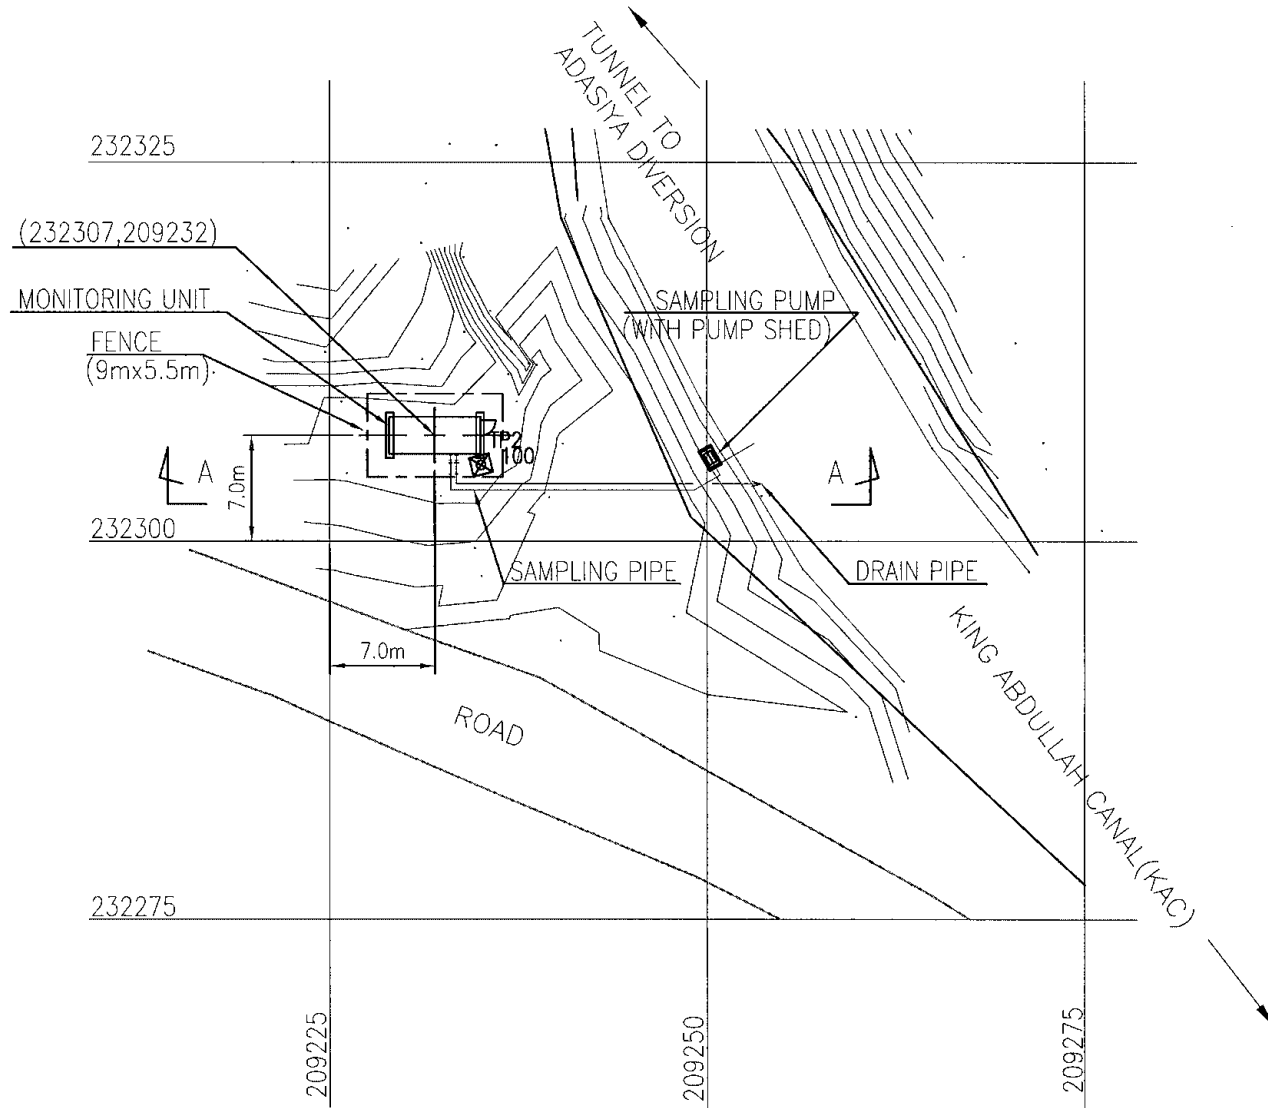 TUNNEL TO
ADASIYA DIVERSION
232325
(232307,209232)
MONITORING UNIT
SAMPLING PUMP
(WITH PUMP SHED)
FENCE
(9mx5.5m)
TP2
100
A
A
7.0m
232300
SAMPLING PIPE
DRAIN PIPE
7.0m
KING ABDULLAH CANAL(KAC)
ROAD
232275
209225
209250
209275